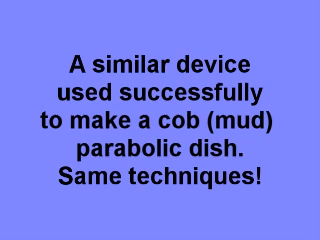 A similar device
used successfully
to make a cob (mud)
parabolic dish.
Same techniques!